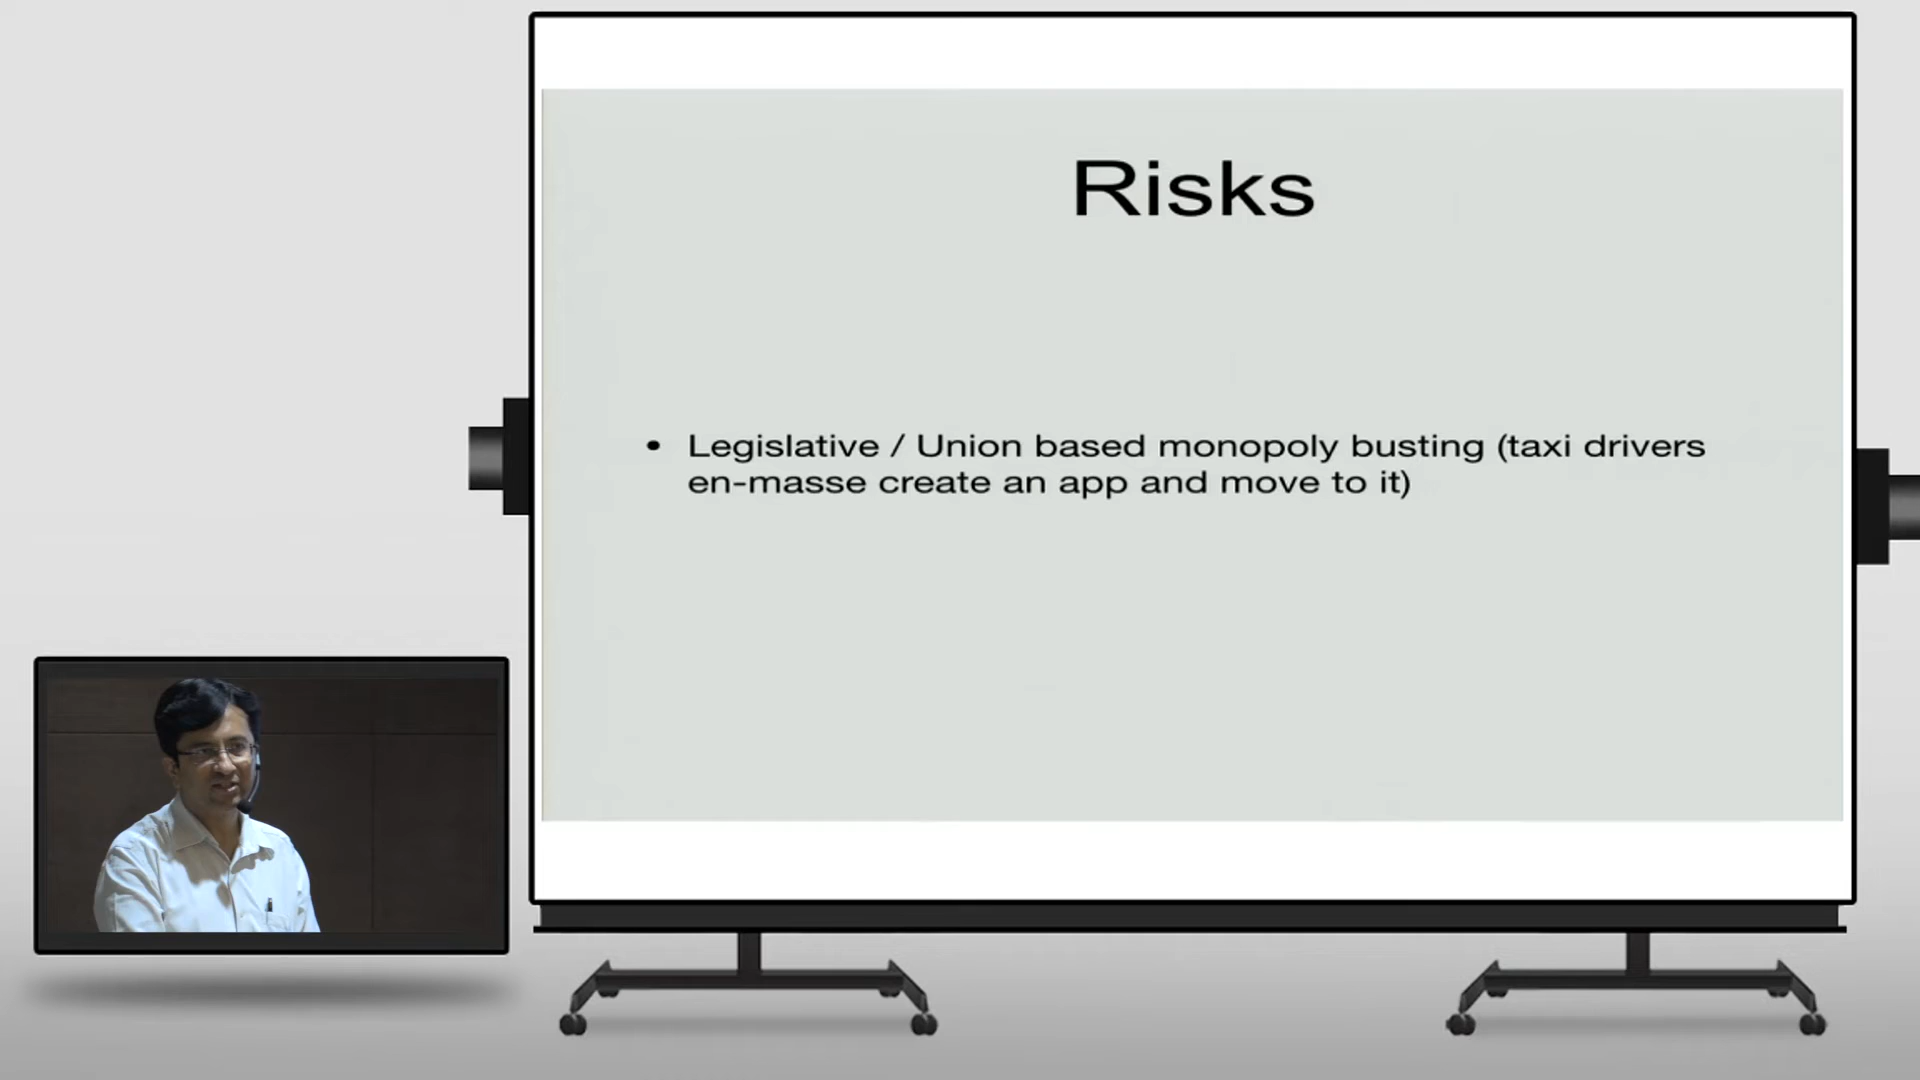 Risks
• Legislative / Union based monopoly busting (taxi drivers
en-masse create an app and move to it)